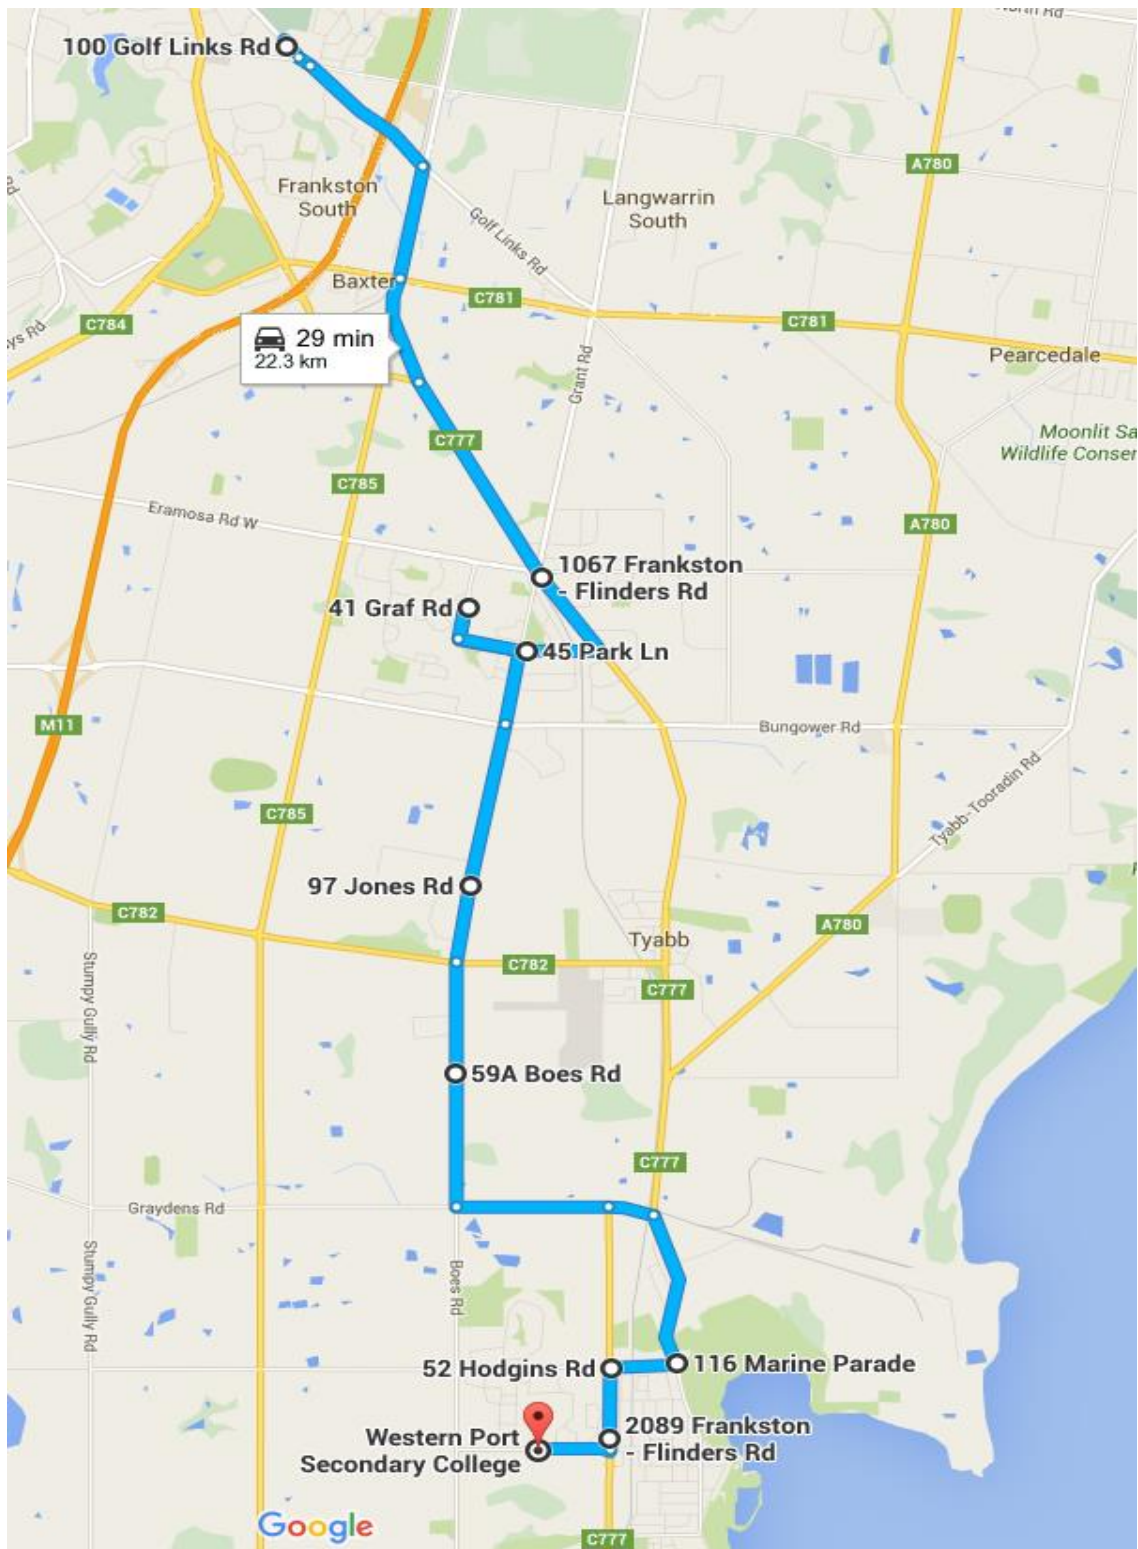 North Rd
100 Golf Links Rd
A780
Frankston
South
Langwarrin
South
Golf Links Rd
Baxter
C781
C784
C781
ys Rd
29 min
22.3 km
Pearcedale
Grant Rd
C777
Moonlit Sa
Wildlife Conser
C785
Eramosa Rd W
A780
1067 Frankston
- Flinders Rd
41 Graf Rd
45 Park Ln
M11
Bungower Rd
C785
Tyabb-Tooradin Rd
97 Jones Rd
C782
A780
Tyabb
Stumpy Gully Rd
C782
C777
59A Boes Rd
C777
Graydens Rd
Stumpy Gully Rd
Boes Rd
52 Hodgins Rd
116 Marine Parade
2089 Frankston
- Flinders Rd
Western Port
Secondary College
Google
C777